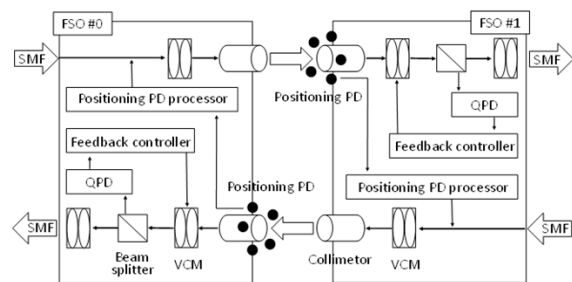 FSO #0
FSO #1
SMF
SMF
Positioning PD processor
Positioning PD
QPD
Feedback controller
Feedback controller
Positioning PD
Positioning PD processor
QPD
SMF
SMF
Beam
splitter
VCM
Collimetor
VCM